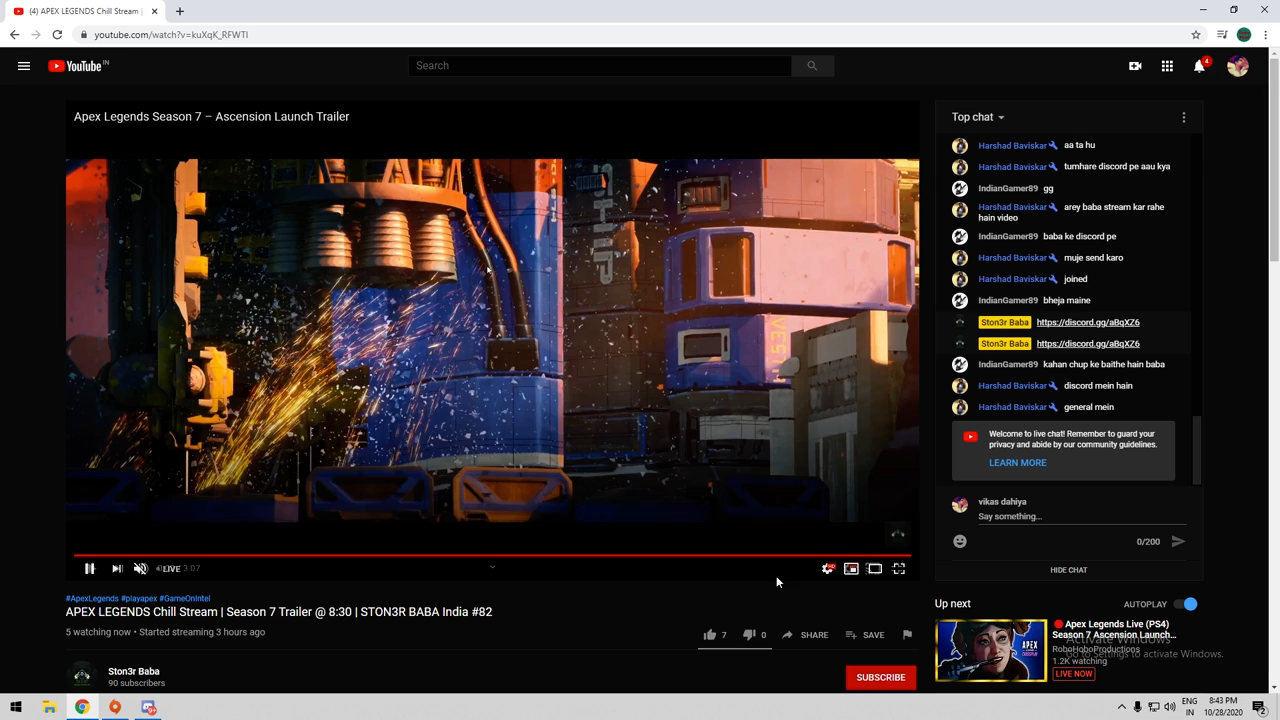 (4) APEX LEGENDS Chill Stream |
youtube.com/watch?v=kuXqK_RFWTI
YouTube IN
Search
4
Apex Legends Season 7 – Ascension Launch Trailer
Top chat
Harshad Baviskar aa ta hu
Harshad Baviskar tumhare discord pe aau kya
IndianGamer89 gg
Harshad Baviskar arey baba stream kar rahe
hain video
IndianGamer89 baba ke discord pe
Harshad Baviskar muje send karo
Harshad Baviskar joined
IndianGamer89 bheja maine
Ston3r Baba https://discord.gg/aBqXZ6
Ston3r Baba https://discord.gg/aBqXZ6
IndianGamer89 kahan chup ke baithe hain baba
Harshad Baviskar discord mein hain
Harshad Baviskar general mein
Welcome to live chat! Remember to guard your
privacy and abide by our community guidelines.
LEARN MORE
vikas dahiya
Say something...
0/200
HIDE CHAT
LIVE 3:07
HD
#ApexLegends #playapex #GameOnIntel
APEX LEGENDS Chill Stream | Season 7 Trailer @ 8:30 | STON3R BABA India #82
5 watching now • Started streaming 3 hours ago
7 0 SHARE SAVE
Ston3r Baba
90 subscribers
SUBSCRIBE
Up next
AUTOPLAY
Apex Legends Live (PS4)
Season 7 Ascension Launch...
RoboHoboProductions
1.2K watching
LIVE NOW
Activate Windows
Go to Settings to activate Windows.
ENG
IN
8:43 PM
10/28/2020
2